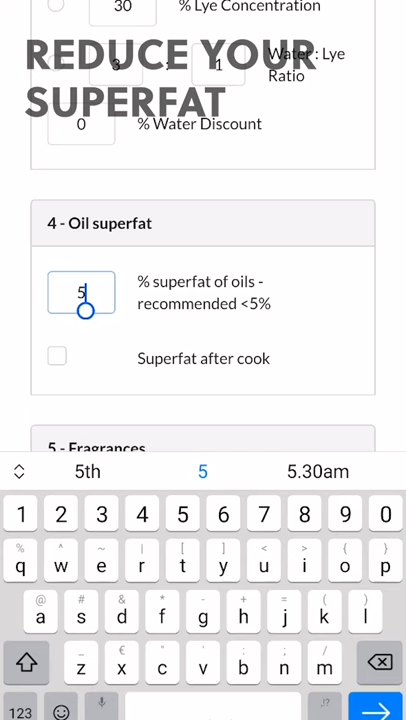 30 % Lye Concentration
REDUCE YOUR
SUPERFAT
3 : 1 Water : Lye
Ratio
0 % Water Discount
4 - Oil superfat
5 % superfat of oils -
recommended <5%
Superfat after cook
5 - Fragrances
5th 5 5.30am
1 2 3 4 5 6 7 8 9 0
% ^ ~ | [ ] < > { }
q w e r t y u i o p
@ # & * - + = ( )
a s d f g h j k l
_ € " ' : ; /
z x c v b n m
123 .!?